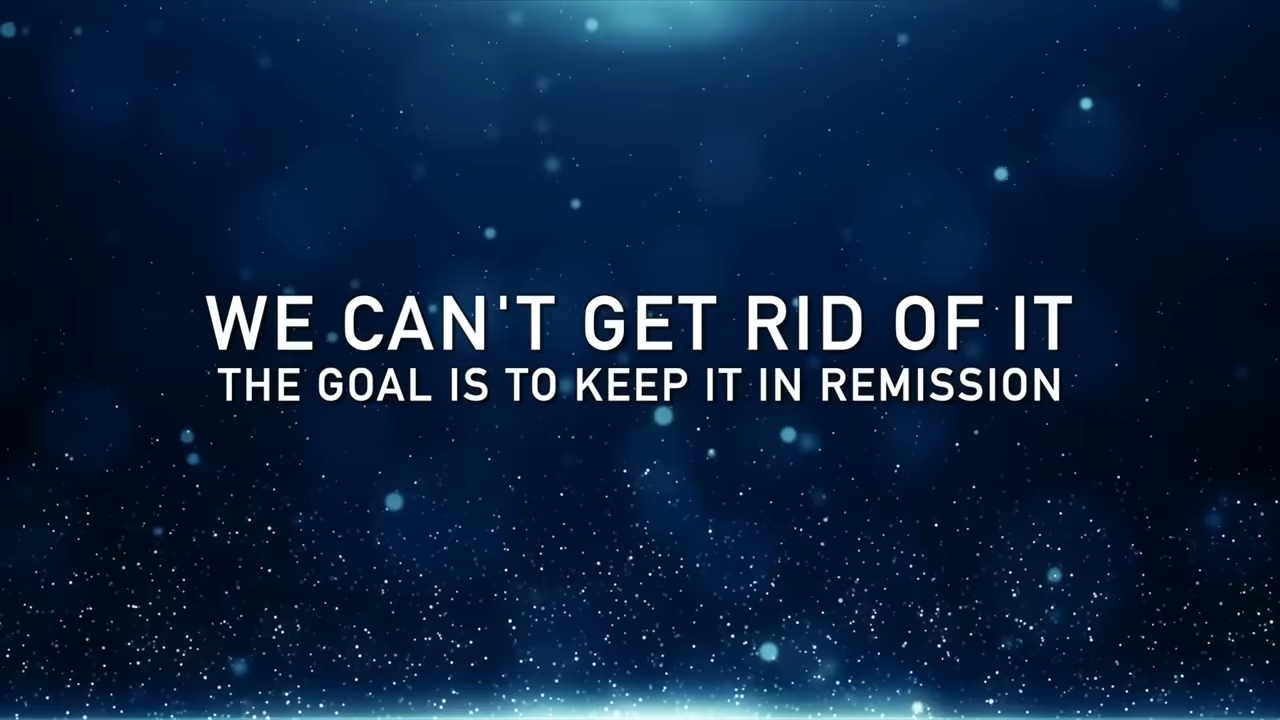 WE CAN'T GET RID OF IT
THE GOAL IS TO KEEP IT IN REMISSION